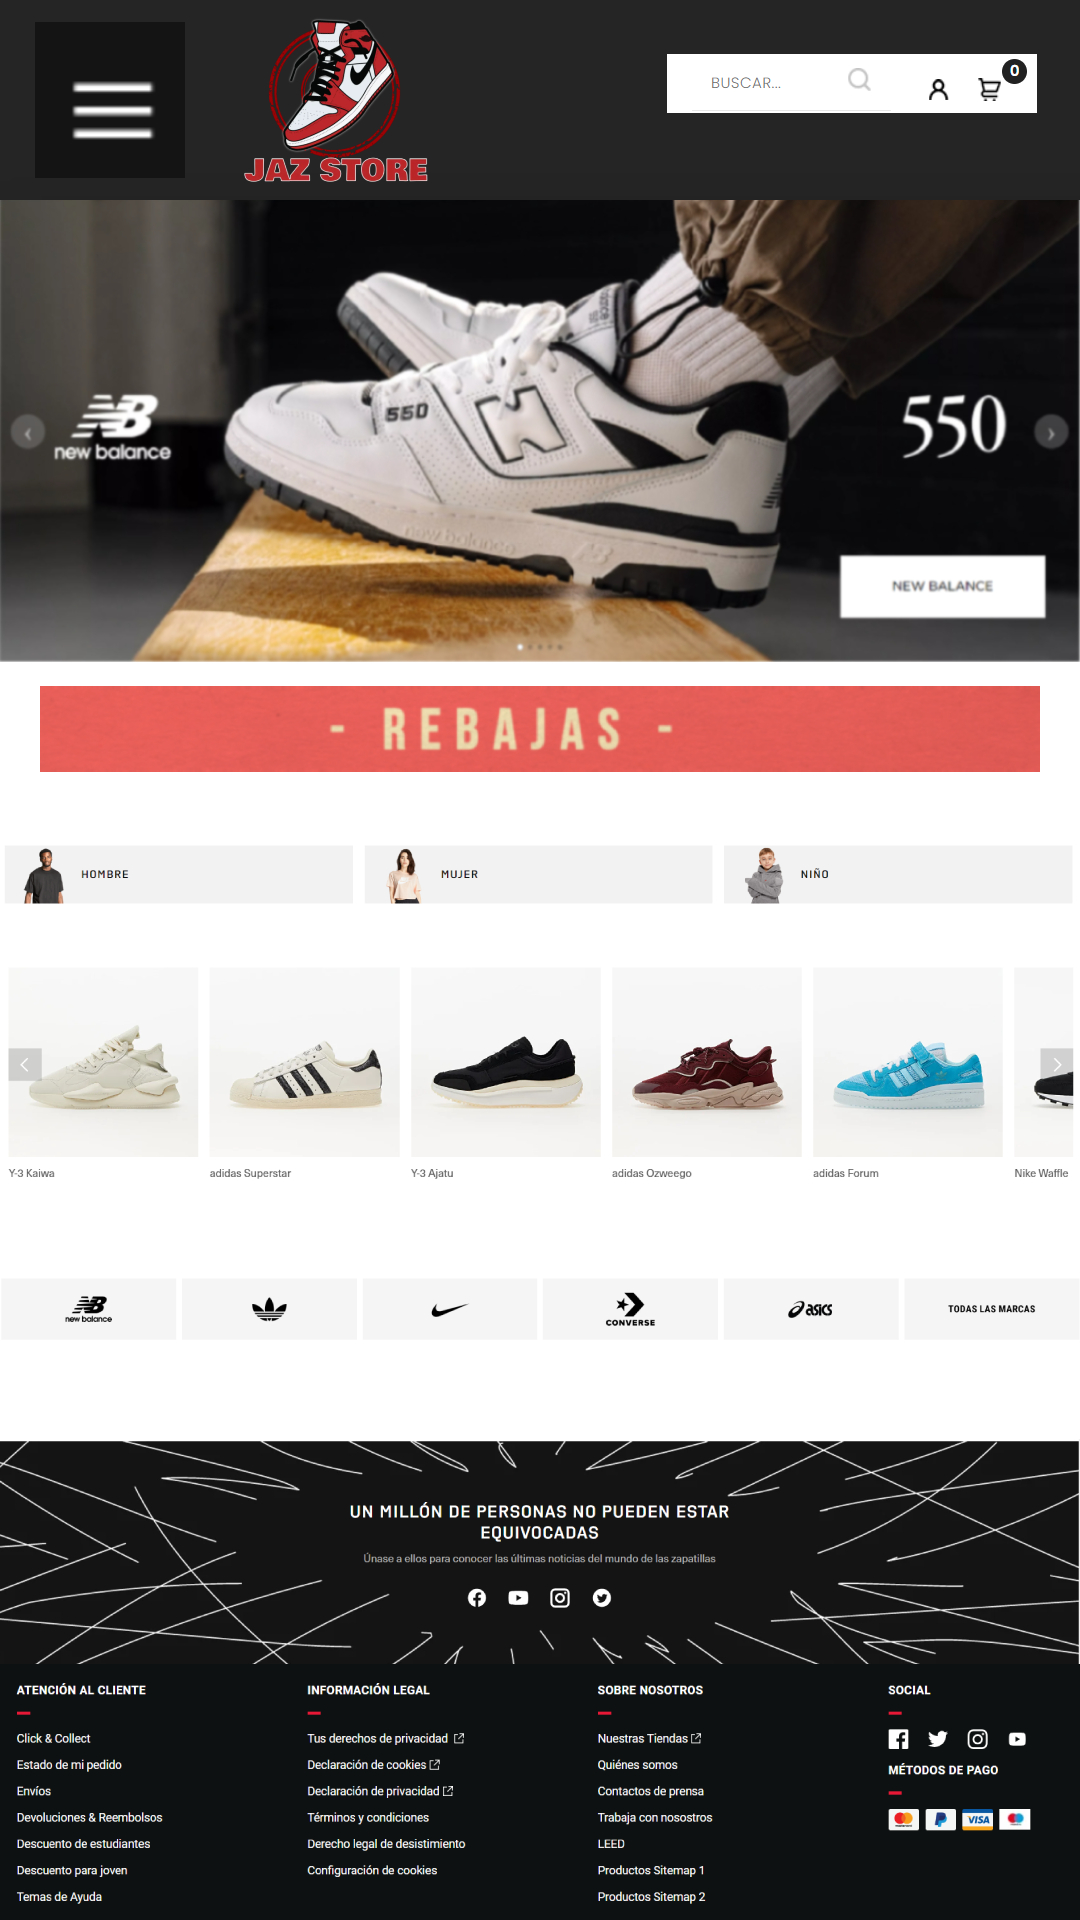 JAZ STORE
BUSCAR...
0
new balance
550
550
new balance
NEW BALANCE
- REBAJAS -
HOMBRE
MUJER
NIÑO
Y-3 Kaiwa
adidas Superstar
Y-3 Ajatu
adidas Ozweego
adidas Forum
Nike Waffle
new balance
CONVERSE
asics
TODAS LAS MARCAS
UN MILLÓN DE PERSONAS NO PUEDEN ESTAR
EQUIVOCADAS
Únase a ellos para conocer las últimas noticias del mundo de las zapatillas
ATENCIÓN AL CLIENTE
Click & Collect
Estado de mi pedido
Envíos
Devoluciones & Reembolsos
Descuento de estudiantes
Descuento para joven
Temas de Ayuda
INFORMACIÓN LEGAL
Tus derechos de privacidad
Declaración de cookies
Declaración de privacidad
Términos y condiciones
Derecho legal de desistimiento
Configuración de cookies
SOBRE NOSOTROS
Nuestras Tiendas
Quiénes somos
Contactos de prensa
Trabaja con nosostros
LEED
Productos Sitemap 1
Productos Sitemap 2
SOCIAL
MÉTODOS DE PAGO
VISA